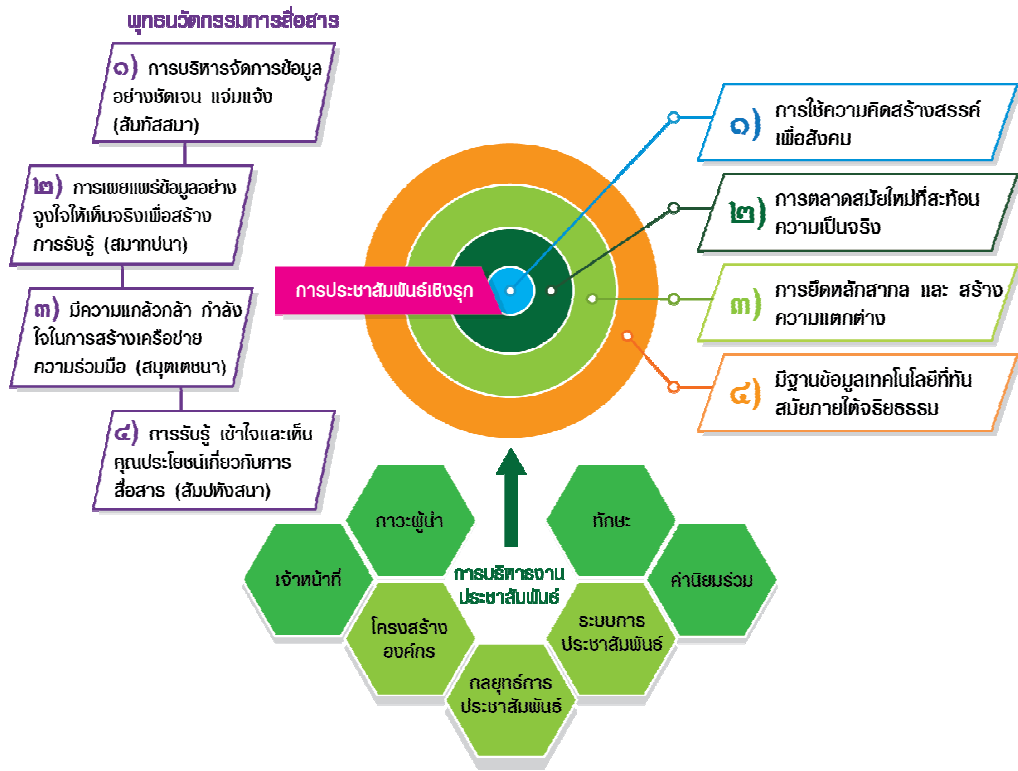 พุทธนวัตกรรมการสื่อสาร
๑) การบริหารจัดการข้อมูล
อย่างชัดเจน แจ่มแจ้ง
(สันทัสสนา)
๒) การเผยแพร่ข้อมูลอย่าง
จูงใจให้เห็นจริงเพื่อสร้าง
การรับรู้ (สมาทปนา)
๓) มีความแกล้วกล้า กำลัง
ใจในการสร้างเครือข่าย
ความร่วมมือ (สมุตเตชนา)
๔) การรับรู้ เข้าใจและเห็น
คุณประโยชน์เกี่ยวกับการ
สื่อสาร (สัมปหังสนา)
การประชาสัมพันธ์เชิงรุก
๑) การใช้ความคิดสร้างสรรค์
เพื่อสังคม
๒) การตลาดสมัยใหม่ที่สะท้อน
ความเป็นจริง
๓) การยึดหลักสากล และ สร้าง
ความแตกต่าง
๔) มีฐานข้อมูลเทคโนโลยีที่ทัน
สมัยภายใต้จริยธรรม
ภาวะผู้นำ
ทักษะ
เจ้าหน้าที่
การบริหารงาน
ประชาสัมพันธ์
ค่านิยมร่วม
โครงสร้าง
องค์กร
ระบบการ
ประชาสัมพันธ์
กลยุทธ์การ
ประชาสัมพันธ์